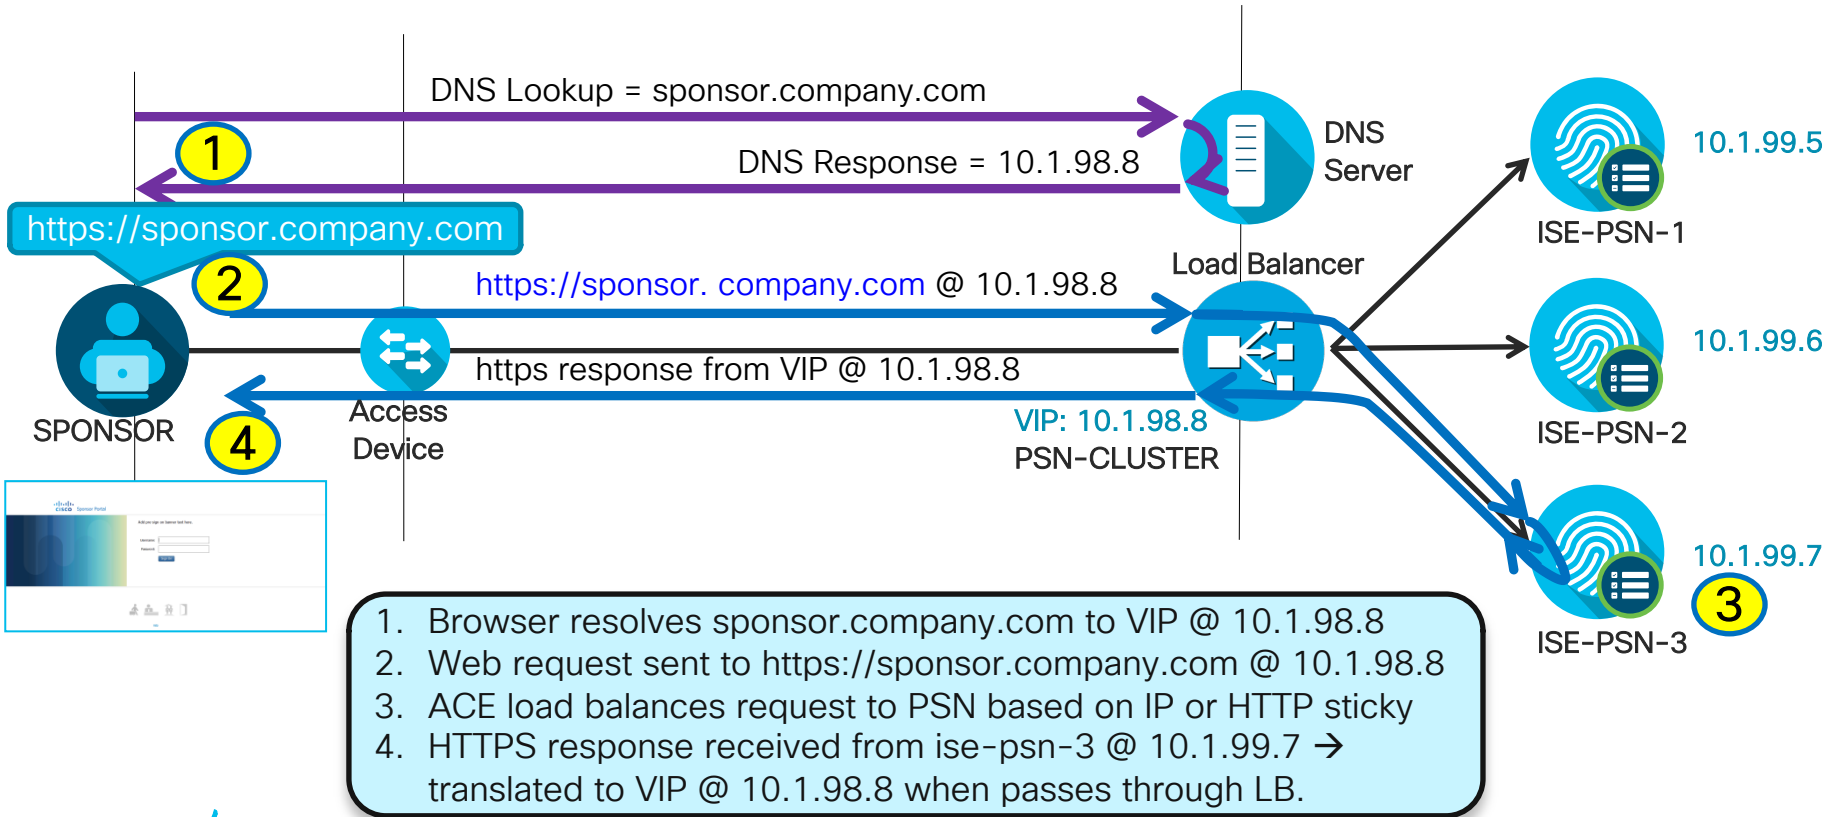 DNS Lookup = sponsor.company.com
1
DNS Response = 10.1.98.8
DNS
Server
10.1.99.5
ISE-PSN-1
https://sponsor.company.com
2
https://sponsor. company.com @ 10.1.98.8
Load Balancer
10.1.99.6
ISE-PSN-2
https response from VIP @ 10.1.98.8
SPONSOR
4
Access
Device
VIP: 10.1.98.8
PSN-CLUSTER
10.1.99.7
3
ISE-PSN-3
CISCO Sponsor Portal
Username:
Password:
1. Browser resolves sponsor.company.com to VIP @ 10.1.98.8
2. Web request sent to https://sponsor.company.com @ 10.1.98.8
3. ACE load balances request to PSN based on IP or HTTP sticky
4. HTTPS response received from ise-psn-3 @ 10.1.99.7 →
translated to VIP @ 10.1.98.8 when passes through LB.